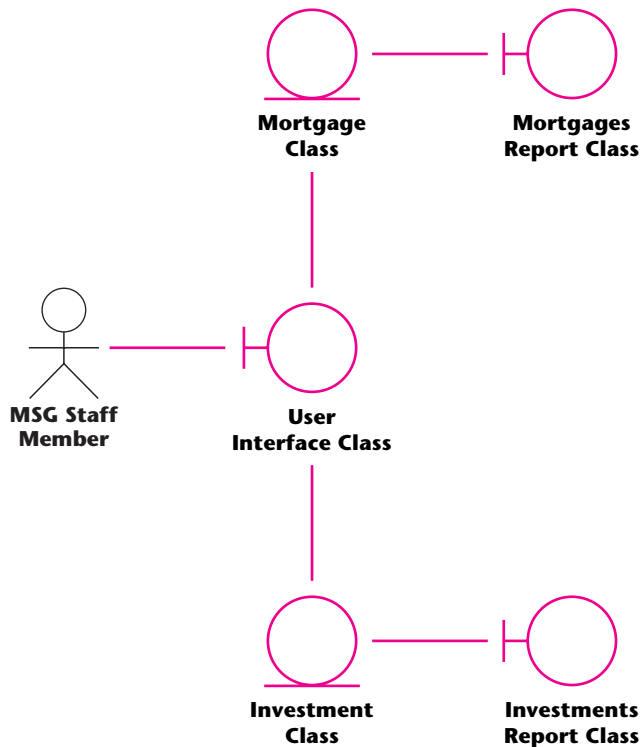 Mortgage
Class
Mortgages
Report Class
MSG Staff
Member
User
Interface Class
Investment
Class
Investments
Report Class